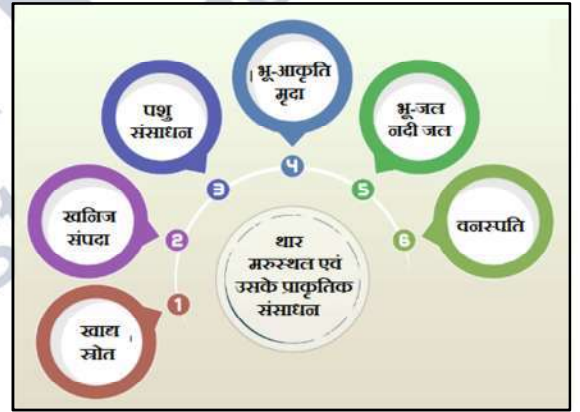 खाद्य
स्रोत
1
खनिज
संपदा
2
पशु
संसाधन
3
भू-आकृति
मृदा
4
भू-जल
नदी जल
5
वनस्पति
6
थार
मरुस्थल एवं
उसके प्राकृतिक
संसाधन